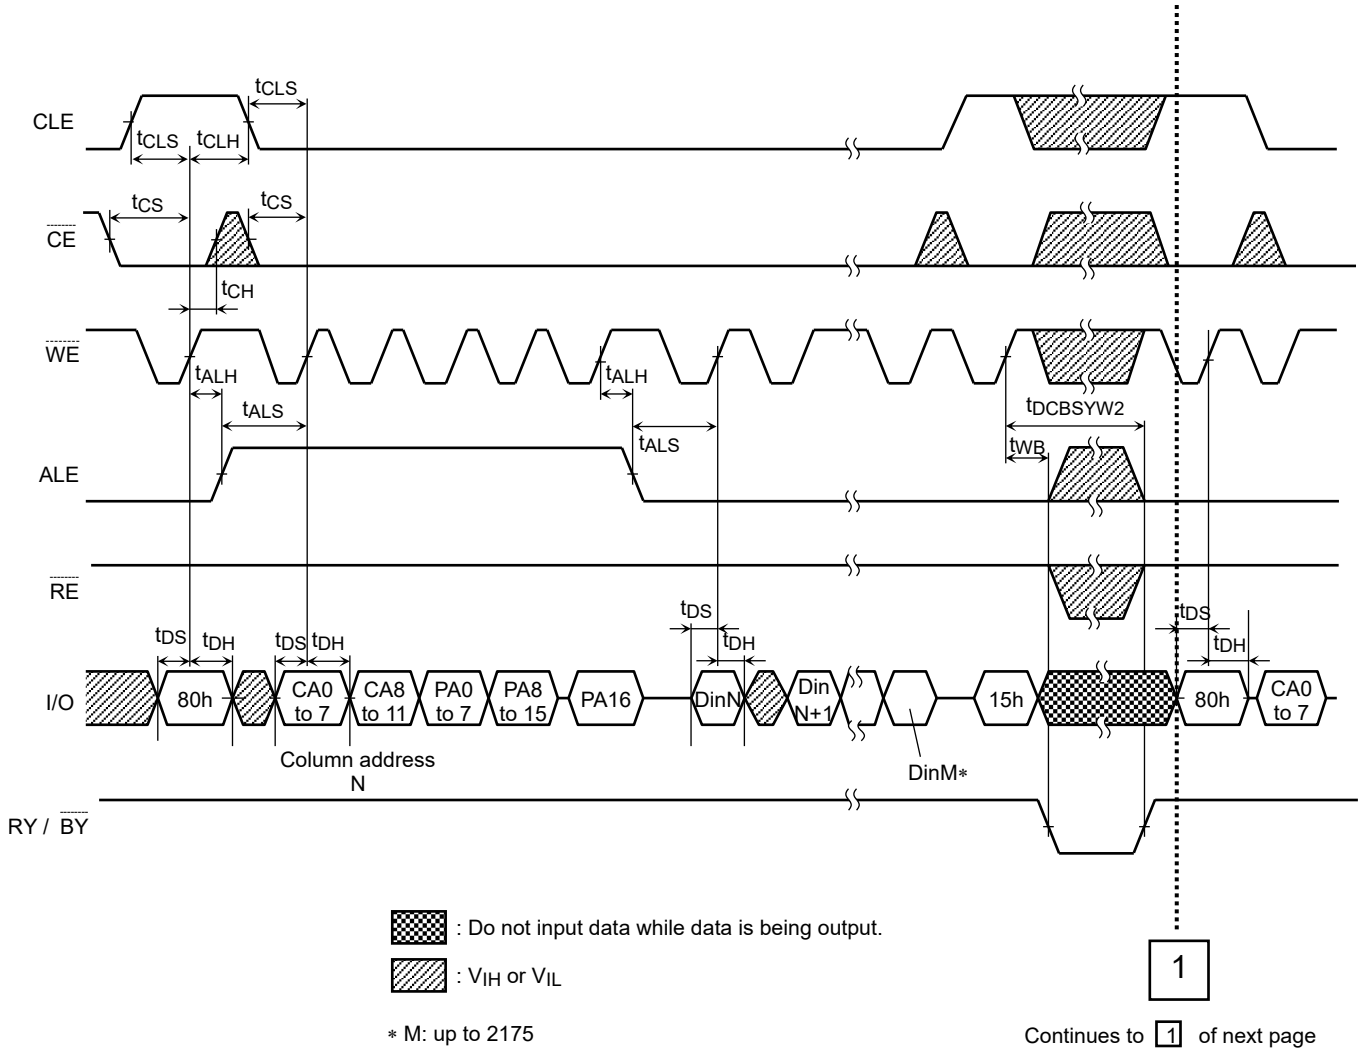 tCLS
CLE
tCLS
tCLH
tCS
tCS
CE
tCH
WE
tALH
tALH
tALS
tDCBSYW2
tALS
tWB
ALE
RE
tDS
tDH
tDS
tDH
tDS
tDH
tDS
tDH
I/O
80h
CA0
to 7
CA8
to 11
PA0
to 7
PA8
to 15
PA16
DinN
Din
N+1
15h
80h
CA0
to 7
Column address
N
DinM*
RY / BY
: Do not input data while data is being output.
: VIH or VIL
1
* M: up to 2175
Continues to 1 of next page